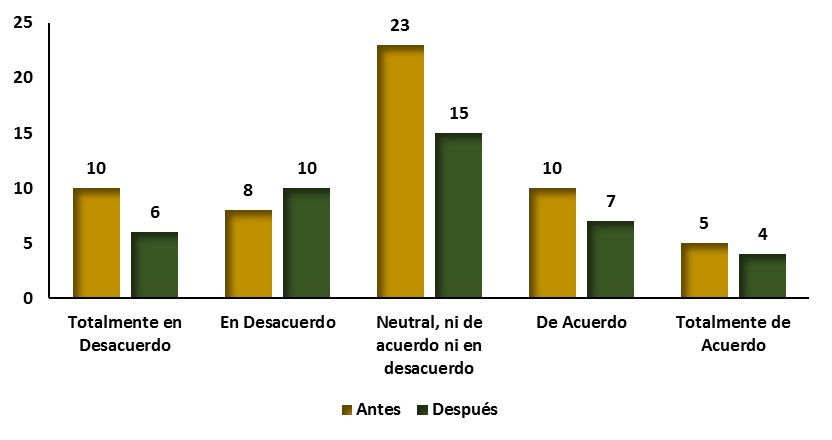 25
20
15
10
5
0
10
6
8
10
23
15
10
7
5
4
Totalmente en
Desacuerdo
En Desacuerdo
Neutral, ni de
acuerdo ni en
desacuerdo
De Acuerdo
Totalmente de
Acuerdo
Antes
Después